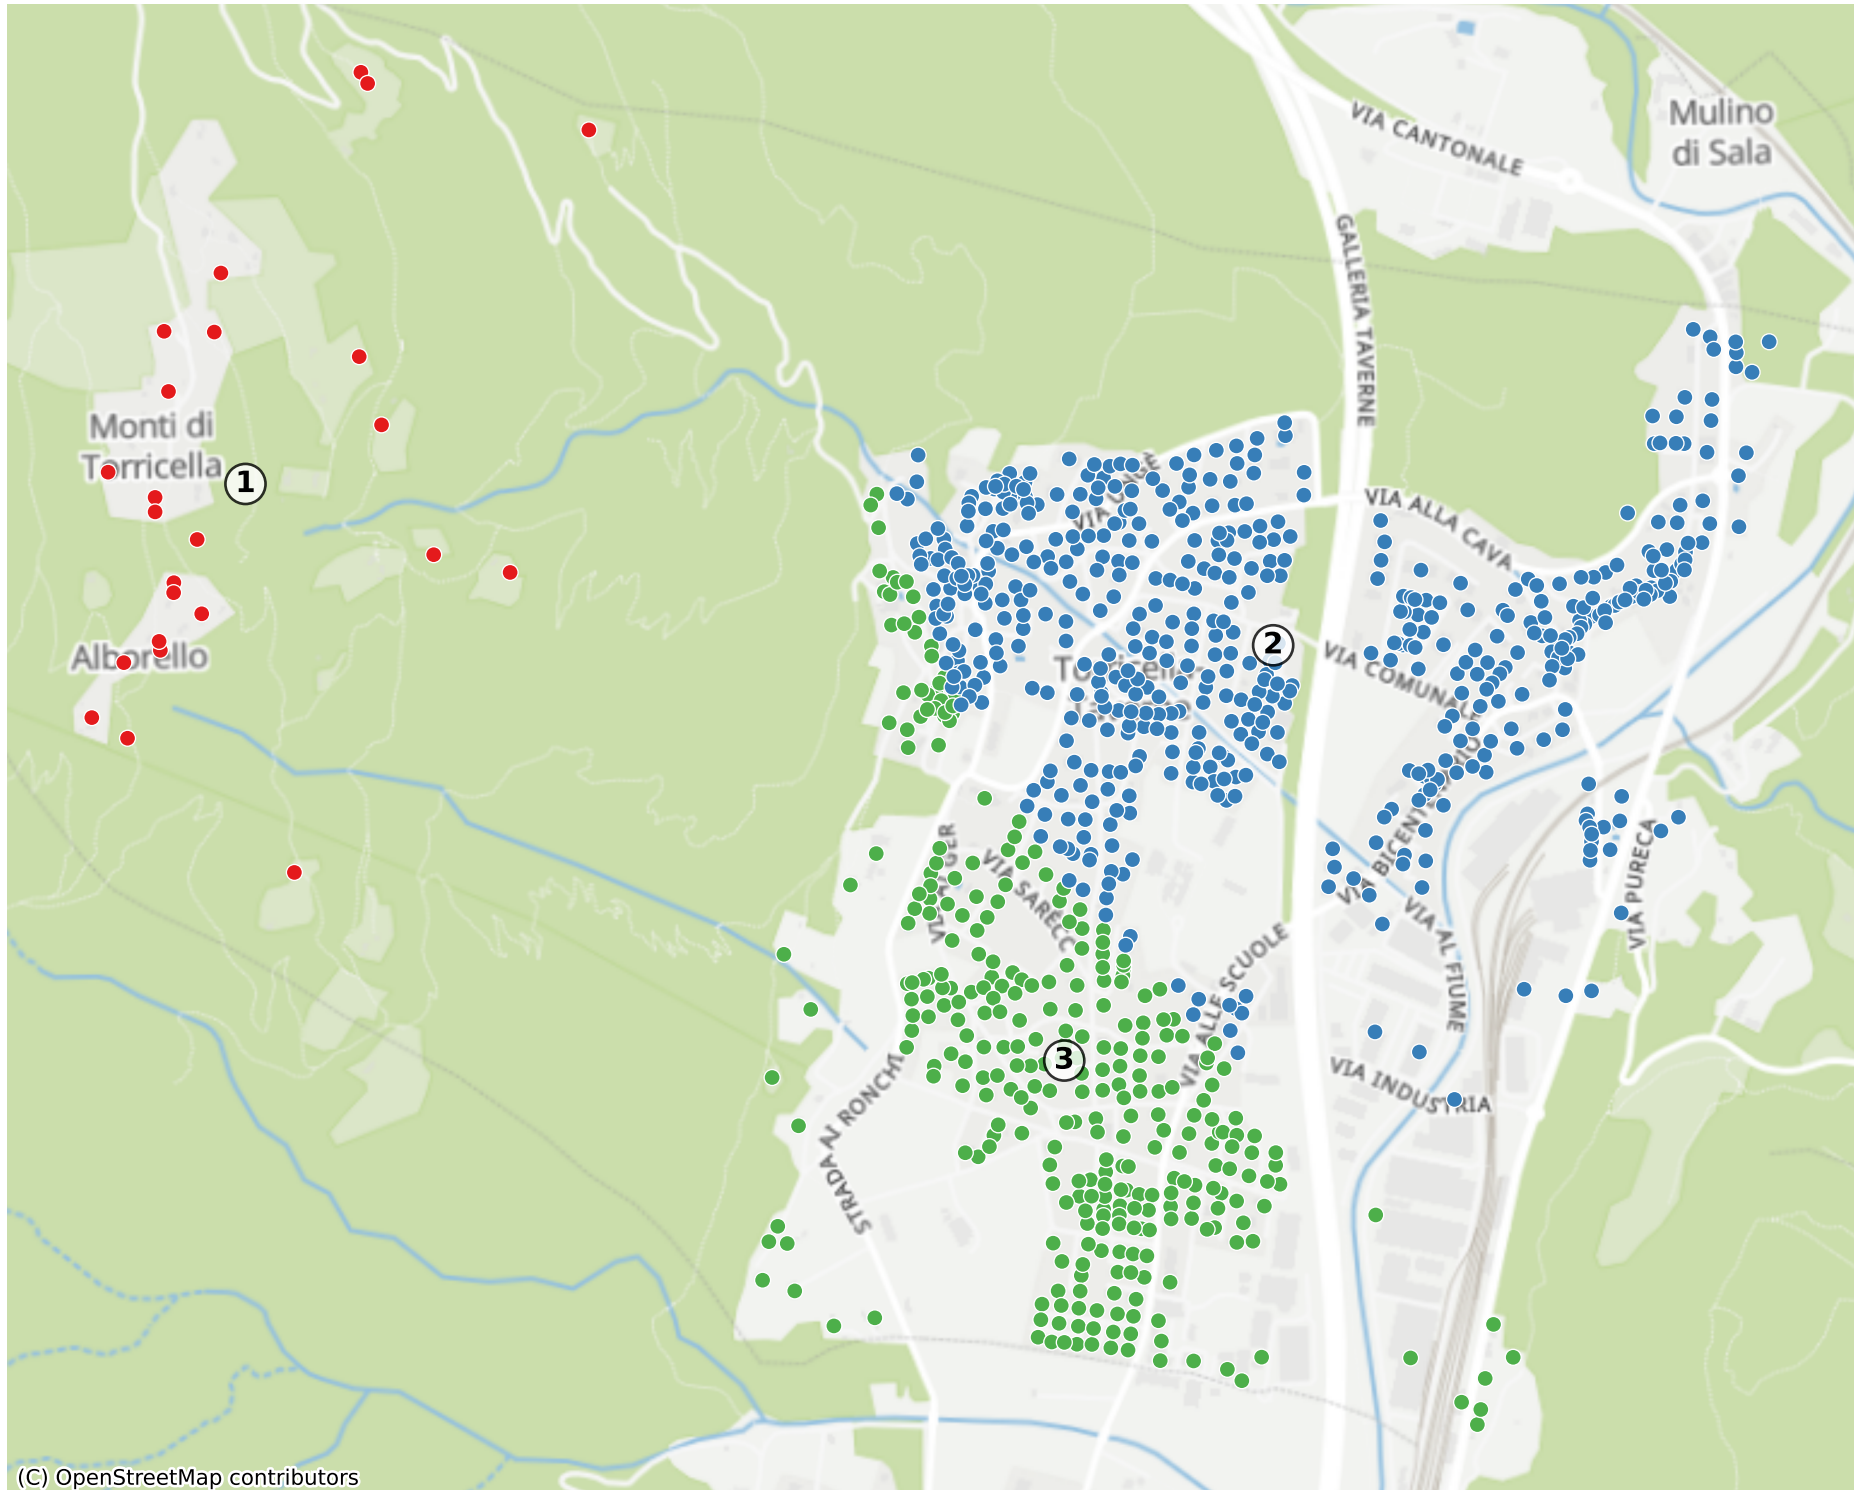 Mulino
di Sala
VIA CANTONALE
GALLERIA TAVERNE
Monti di
Torricella
1
VIA ALLA CAVA
2
VIA COMUNALE
Alborello
VIA SARÈCC
VIA PURECA
VIA AL FIUME
VIA ALLE SCUOLE
3
VIA INDUSTRIA
STRADA AI RONCHI
(C) OpenStreetMap contributors